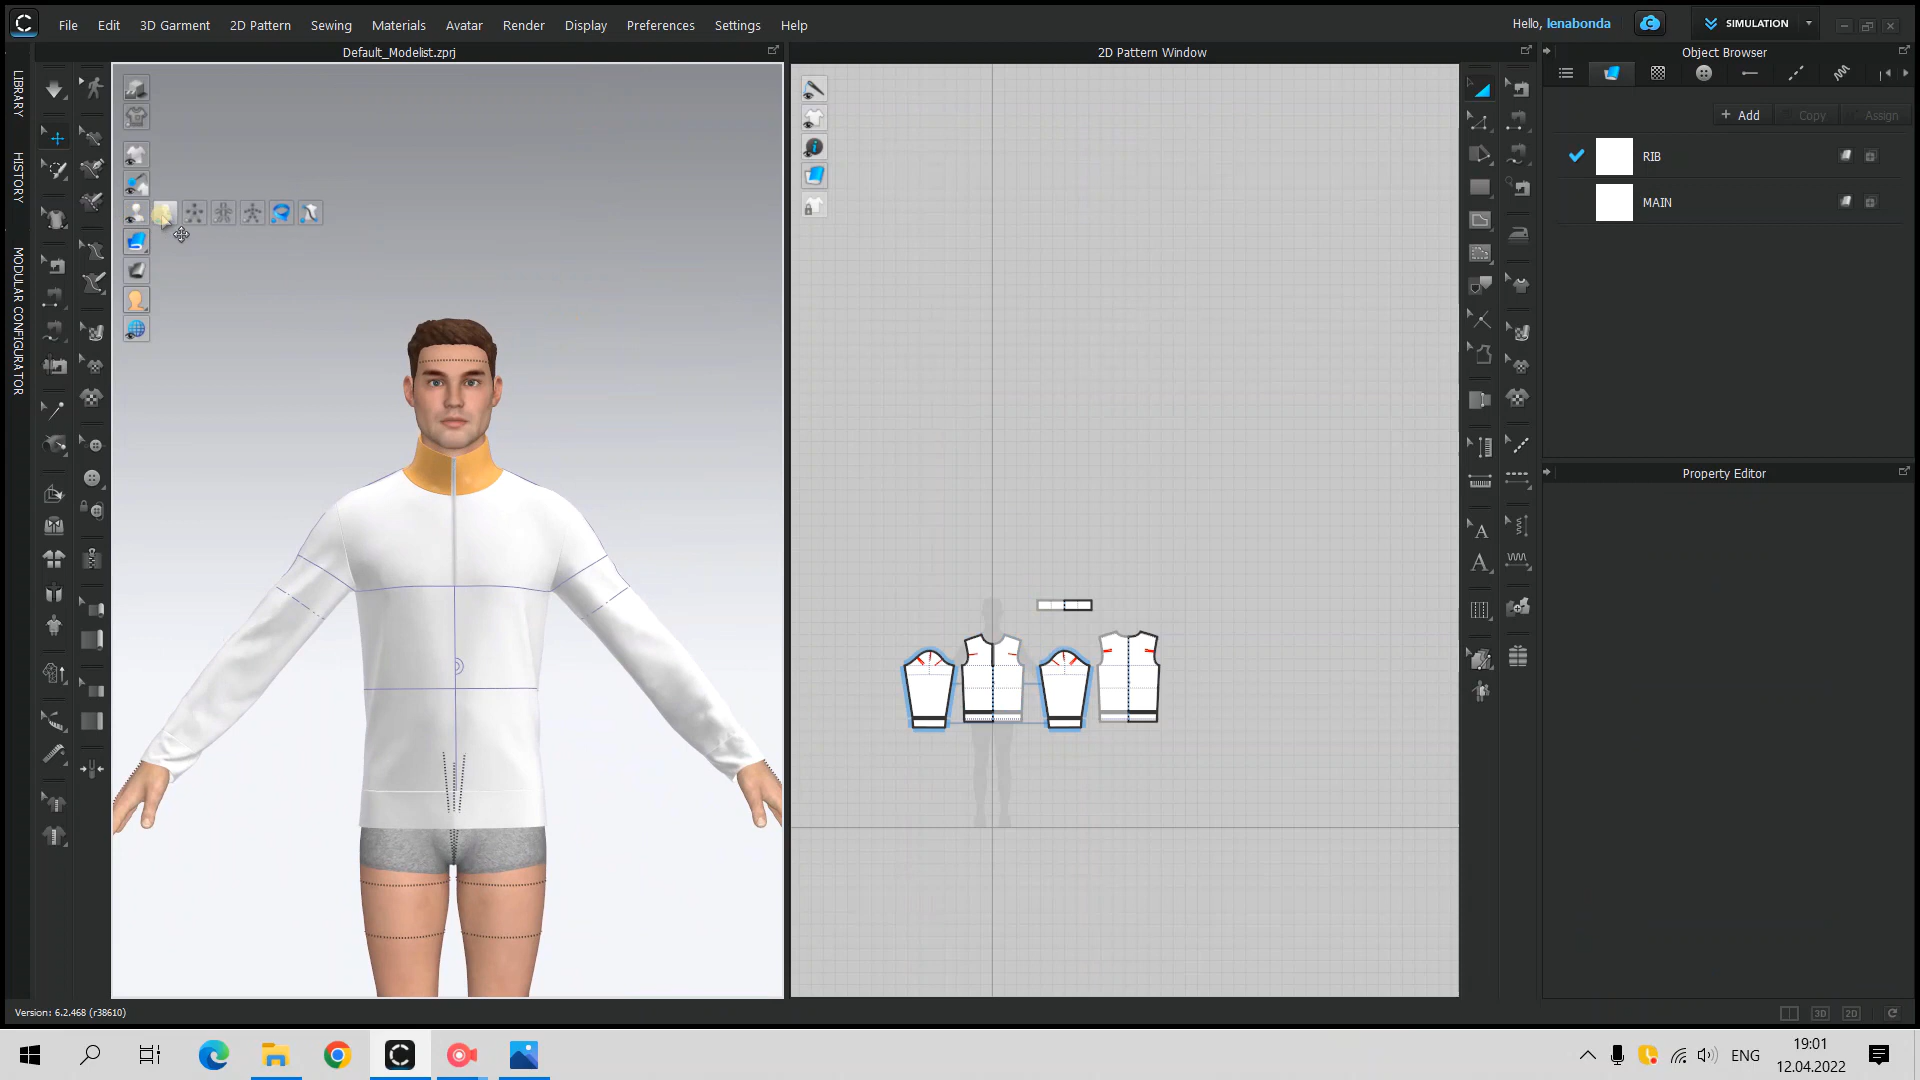 File Edit 3D Garment 2D Pattern Sewing Materials Avatar Render Display Preferences Settings Help
Hello, lenabonda
SIMULATION
Default_Modelist.zprj
2D Pattern Window
Object Browser
LIBRARY
HISTORY
MODULAR CONFIGURATOR
+ Add Copy Assign
RIB
MAIN
Property Editor
Version: 6.2.468 (r38610)
3D 2D
ENG
19:01
12.04.2022